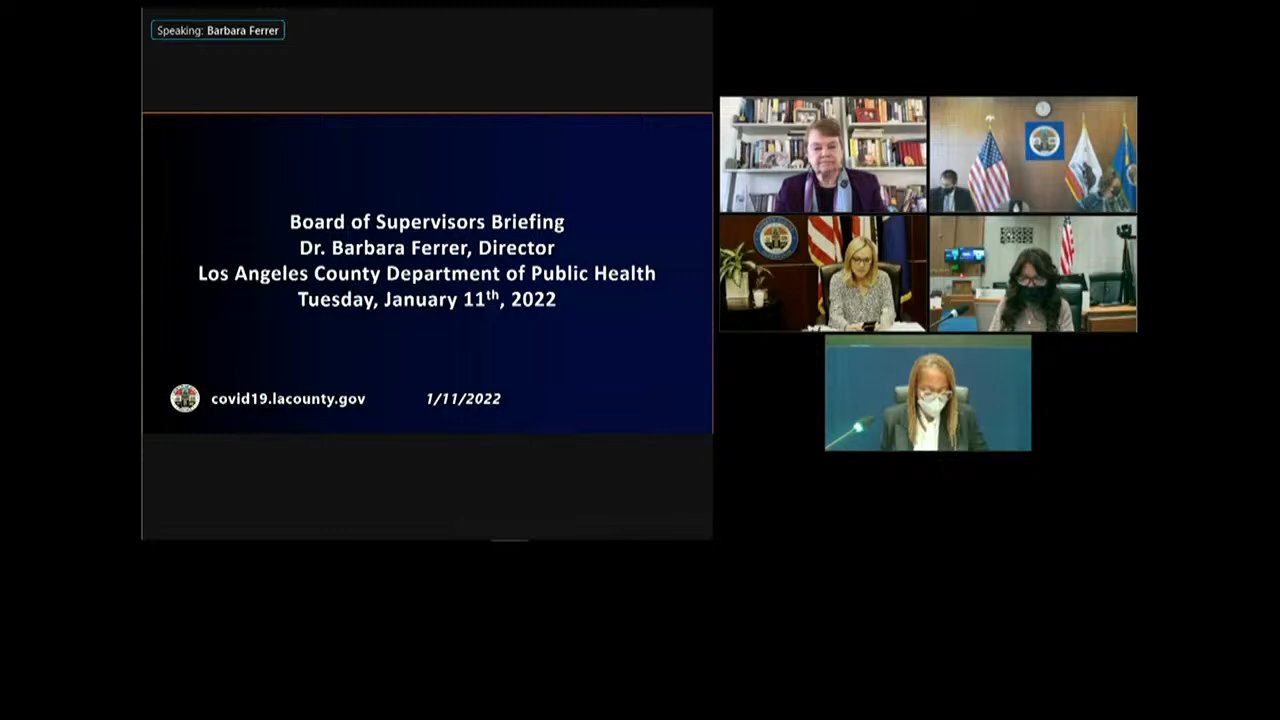 Speaking: Barbara Ferrer
Board of Supervisors Briefing
Dr. Barbara Ferrer, Director
Los Angeles County Department of Public Health
Tuesday, January 11th, 2022
covid19.lacounty.gov
1/11/2022